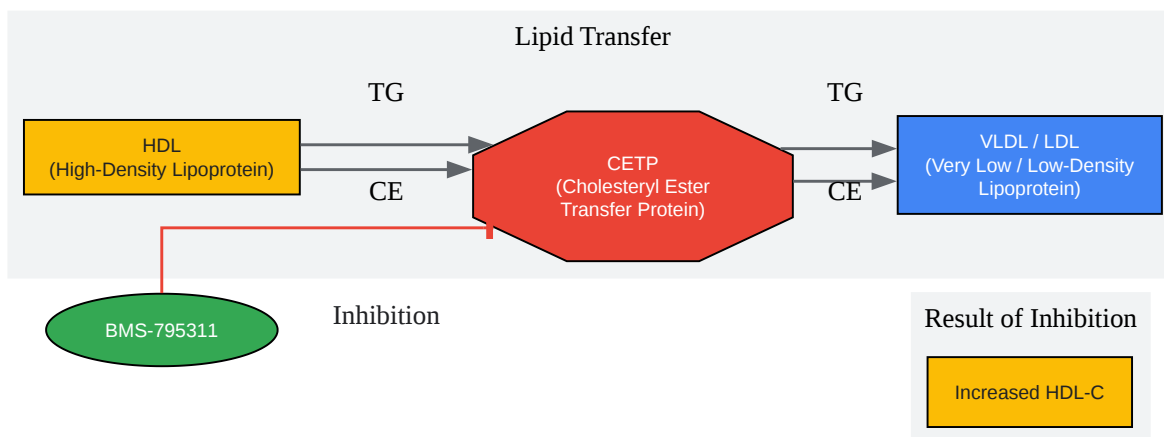 Lipid Transfer
TG
TG
HDL
(High-Density Lipoprotein)
CETP
(Cholesteryl Ester
Transfer Protein)
VLDL / LDL
(Very Low / Low-Density
Lipoprotein)
CE
CE
BMS-795311
Inhibition
Result of Inhibition
Increased HDL-C